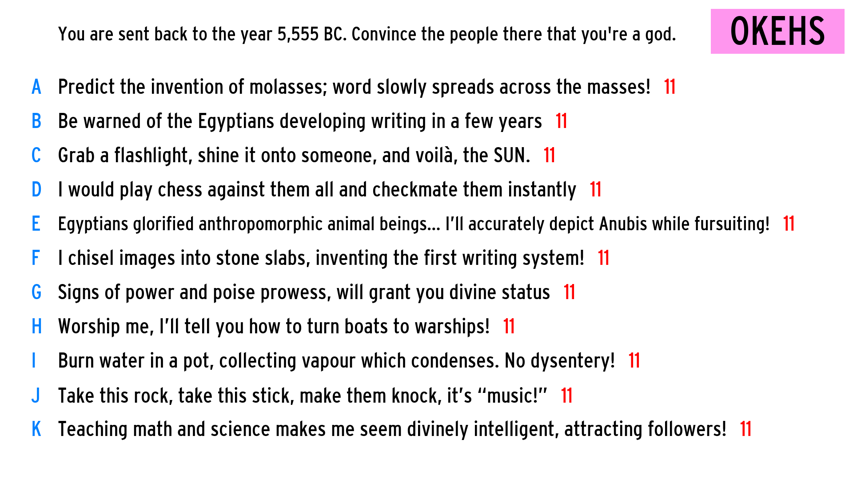 You are sent back to the year 5,555 BC. Convince the people there that you're a god.
OKEHS
A Predict the invention of molasses; word slowly spreads across the masses! 11
B Be warned of the Egyptians developing writing in a few years 11
C Grab a flashlight, shine it onto someone, and voilà, the SUN. 11
D I would play chess against them all and checkmate them instantly 11
E Egyptians glorified anthropomorphic animal beings... I'll accurately depict Anubis while fursuiting! 11
F I chisel images into stone slabs, inventing the first writing system! 11
G Signs of power and poise prowess, will grant you divine status 11
H Worship me, I'll tell you how to turn boats to warships! 11
I Burn water in a pot, collecting vapour which condenses. No dysentery! 11
J Take this rock, take this stick, make them knock, it's “music!” 11
K Teaching math and science makes me seem divinely intelligent, attracting followers! 11